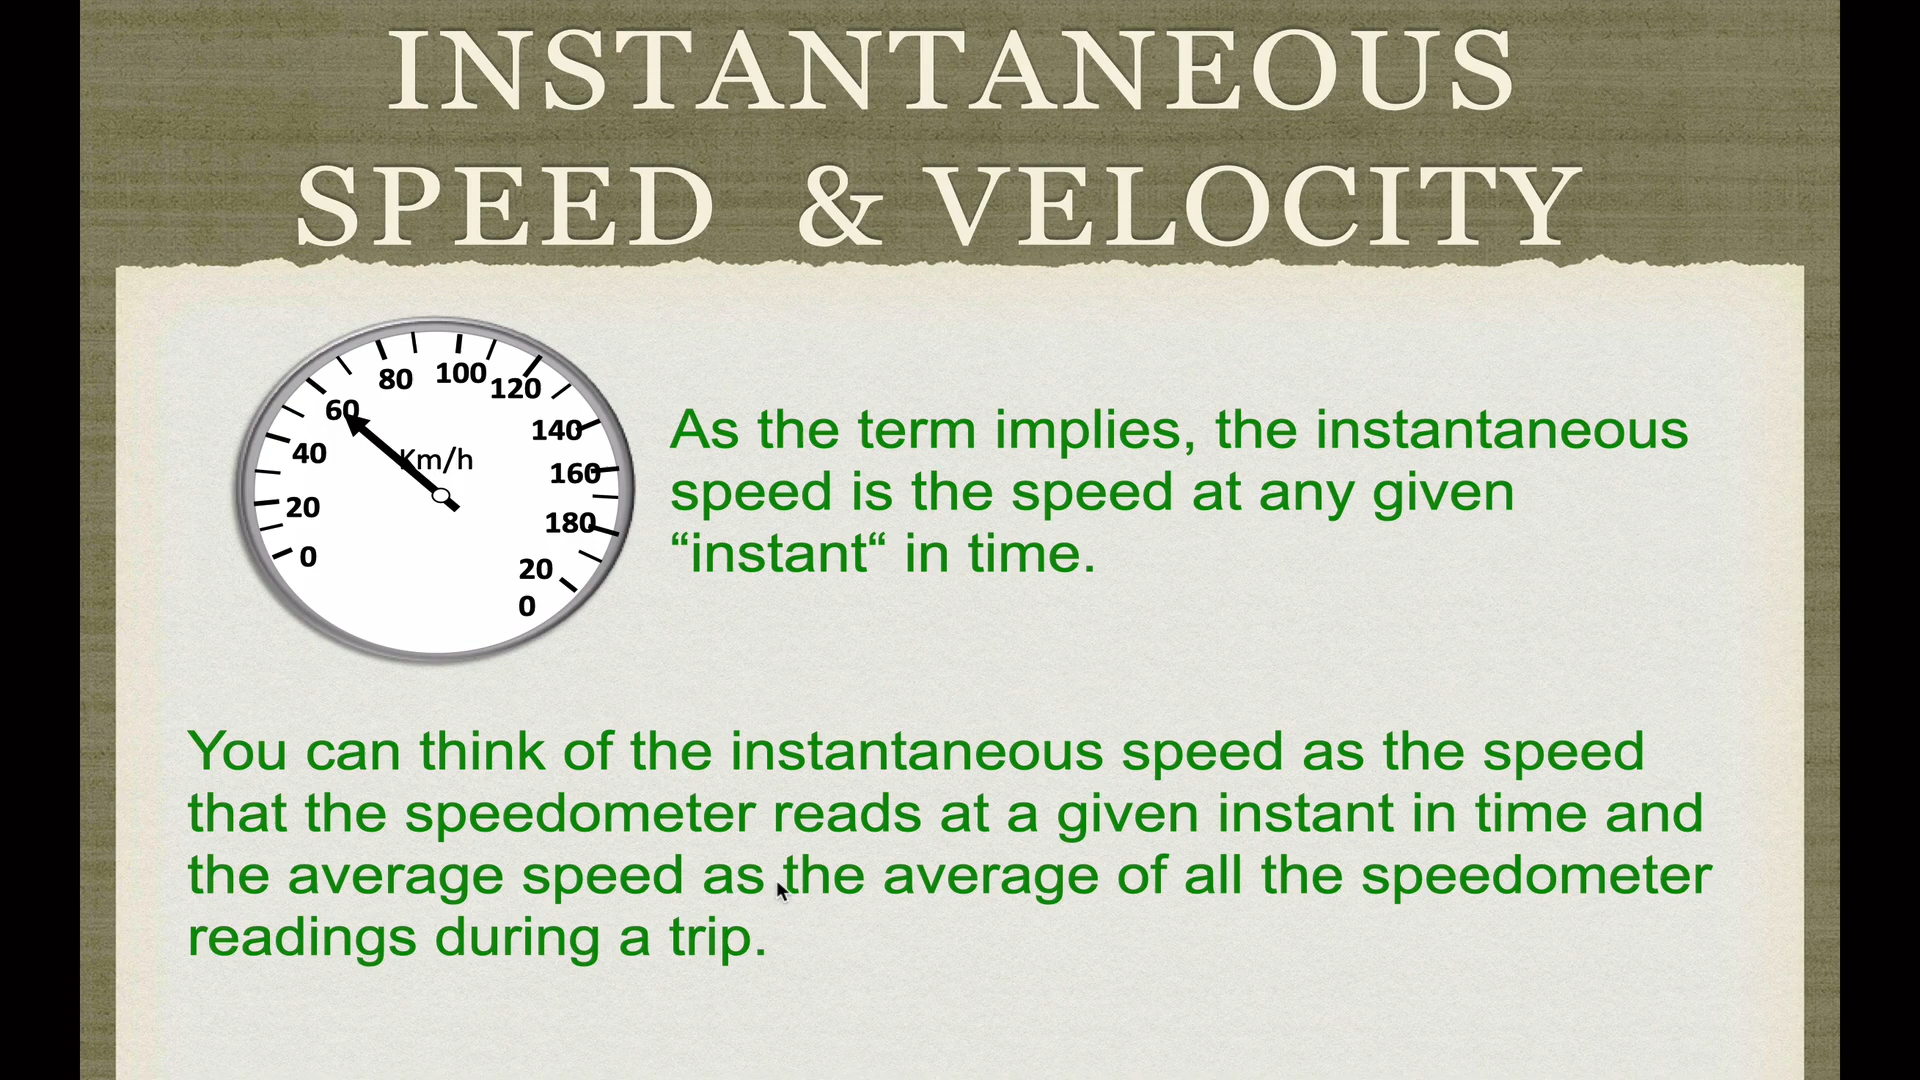 INSTANTANEOUS
SPEED & VELOCITY
80 100 120
60
140
40 Km/h
160
20
180
0
20
0
As the term implies, the instantaneous
speed is the speed at any given
“instant“ in time.
You can think of the instantaneous speed as the speed
that the speedometer reads at a given instant in time and
the average speed as the average of all the speedometer
readings during a trip.